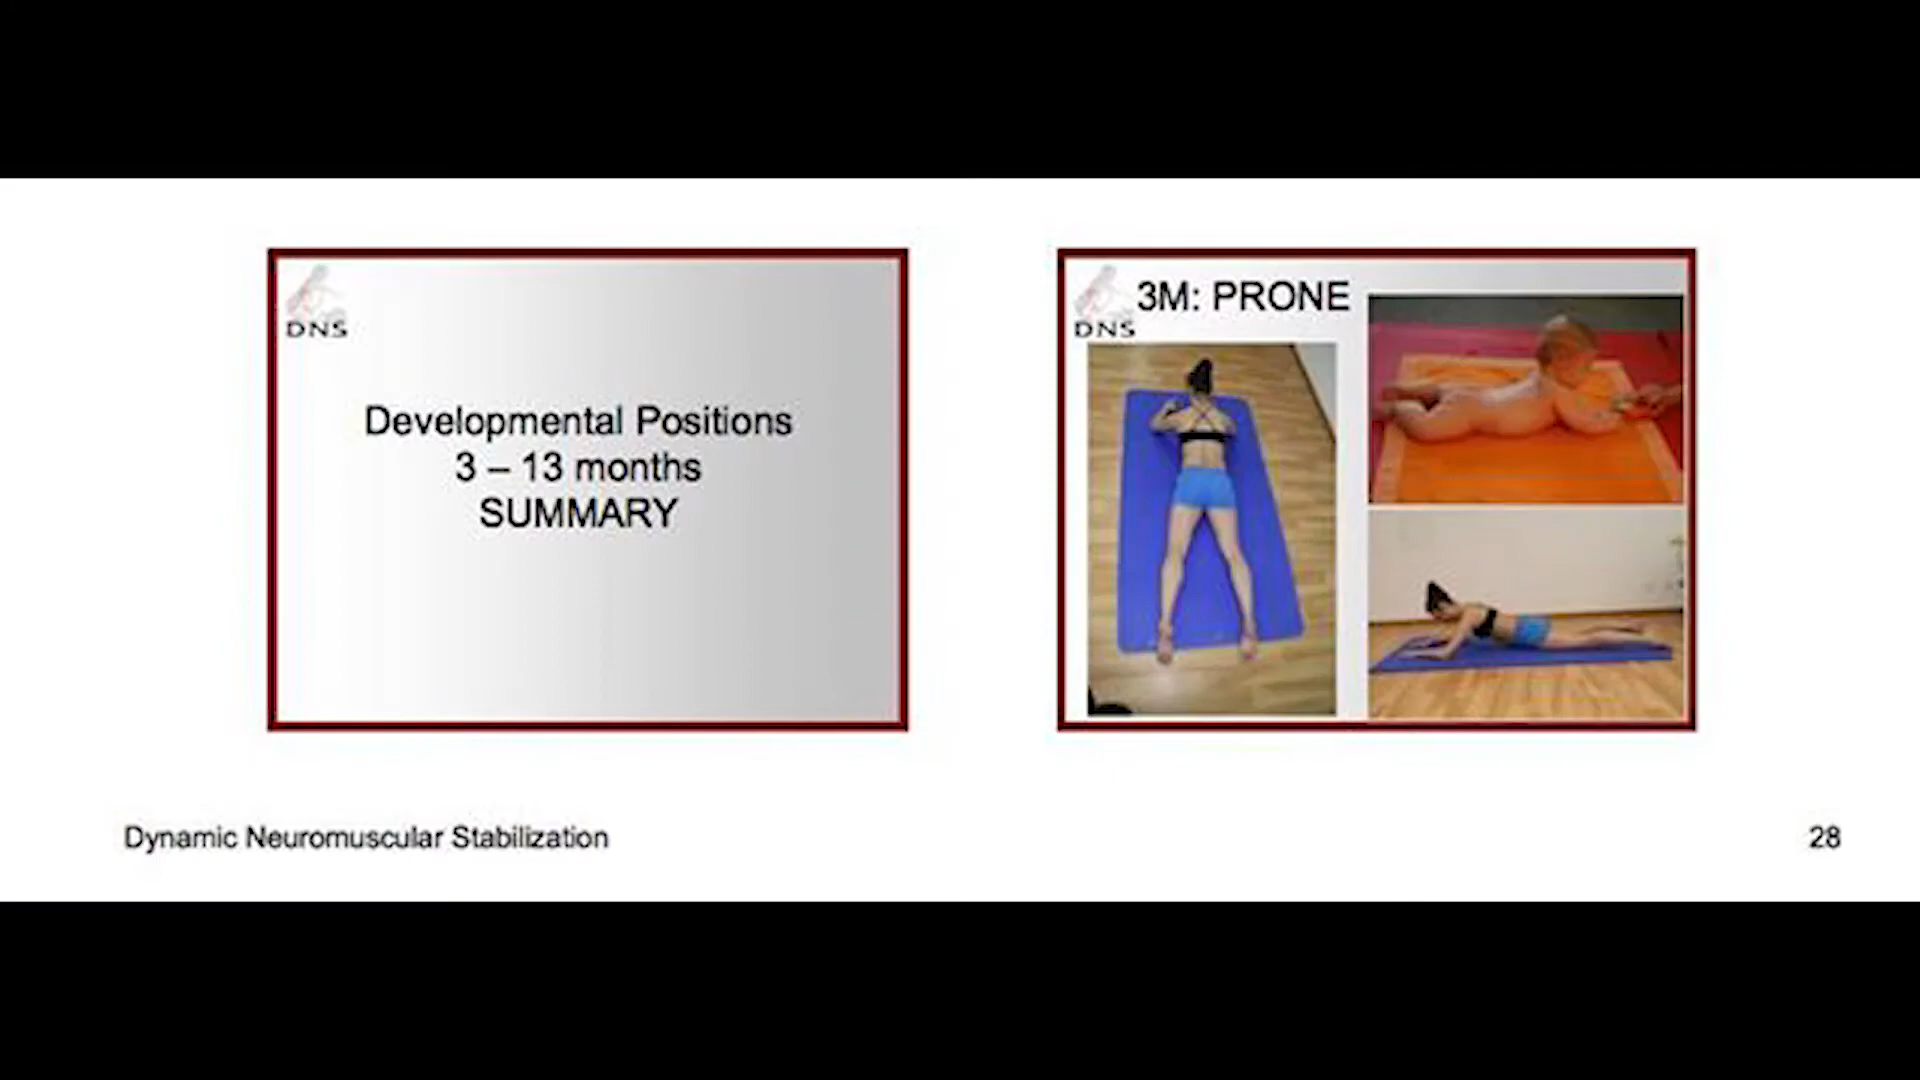 DNS
Developmental Positions
3 – 13 months
SUMMARY
DNS
3M: PRONE
Dynamic Neuromuscular Stabilization
28